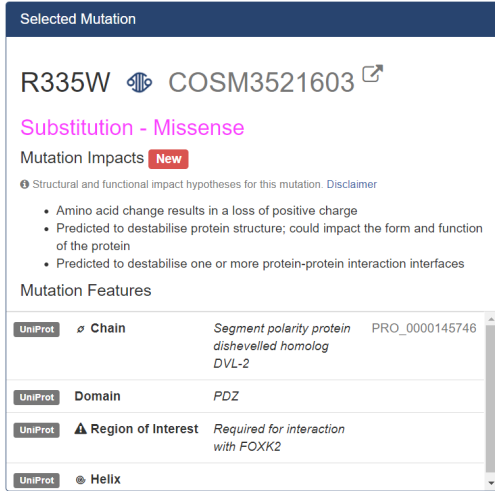 Selected Mutation
R335W COSM3521603
Substitution - Missense
Mutation Impacts New
Structural and functional impact hypotheses for this mutation. Disclaimer
• Amino acid change results in a loss of positive charge
• Predicted to destabilise protein structure; could impact the form and function
of the protein
• Predicted to destabilise one or more protein-protein interaction interfaces
Mutation Features
UniProt Chain Segment polarity protein PRO_0000145746
dishevelled homolog
DVL-2
UniProt Domain PDZ
UniProt Region of Interest Required for interaction
with FOXK2
UniProt Helix